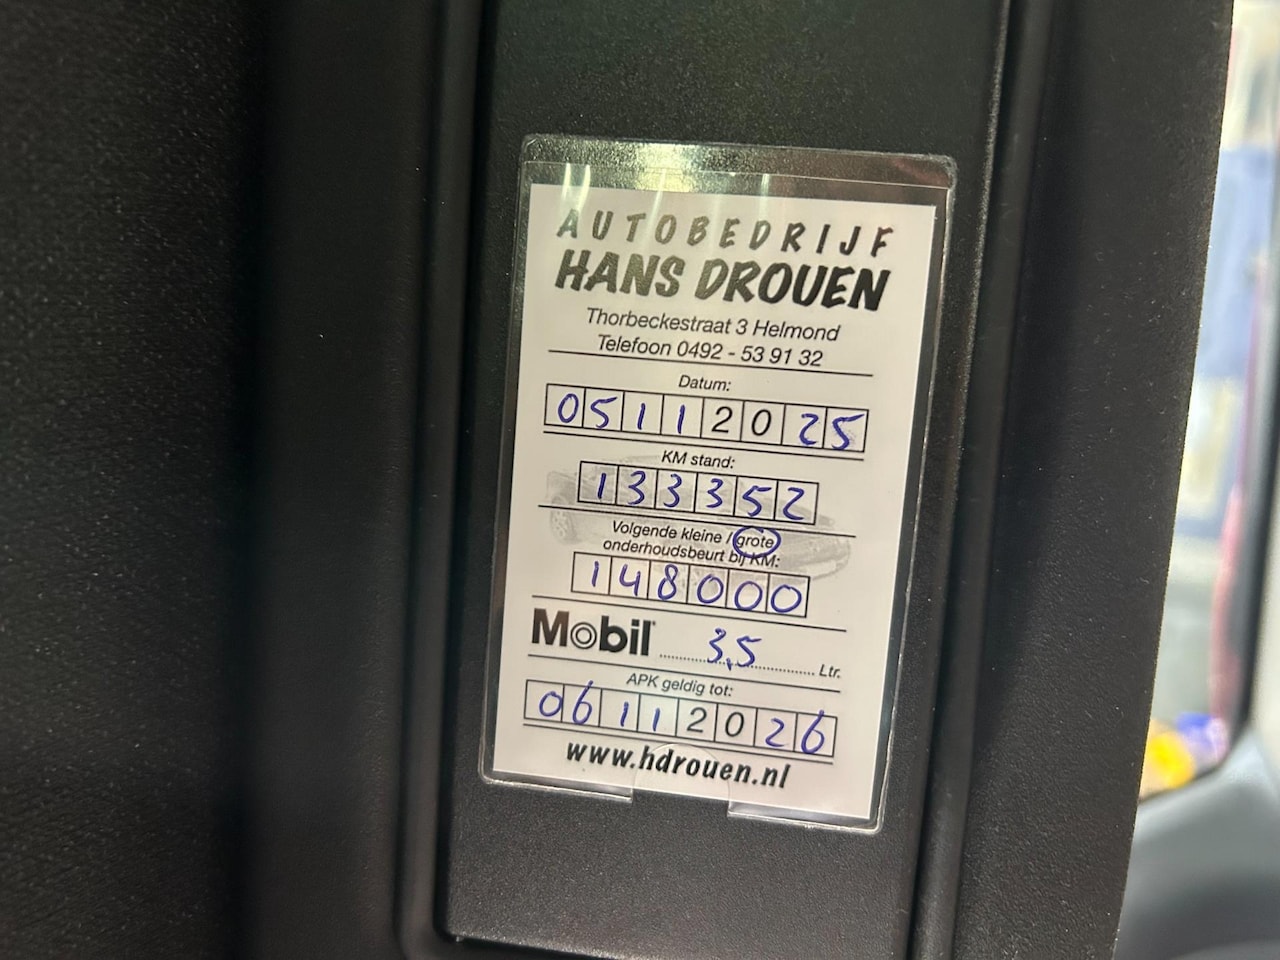 AUTOBEDRIJF
HANS DROUEN
Thorbeckestraat 3 Helmond
Telefoon 0492 - 53 91 32
Datum:
05112025
KM stand:
133352
Volgende kleine / grote
onderhoudsbeurt bij KM:
148000
Mobil 3,5 Ltr.
APK geldig tot:
06112026
www.hdrouen.nl